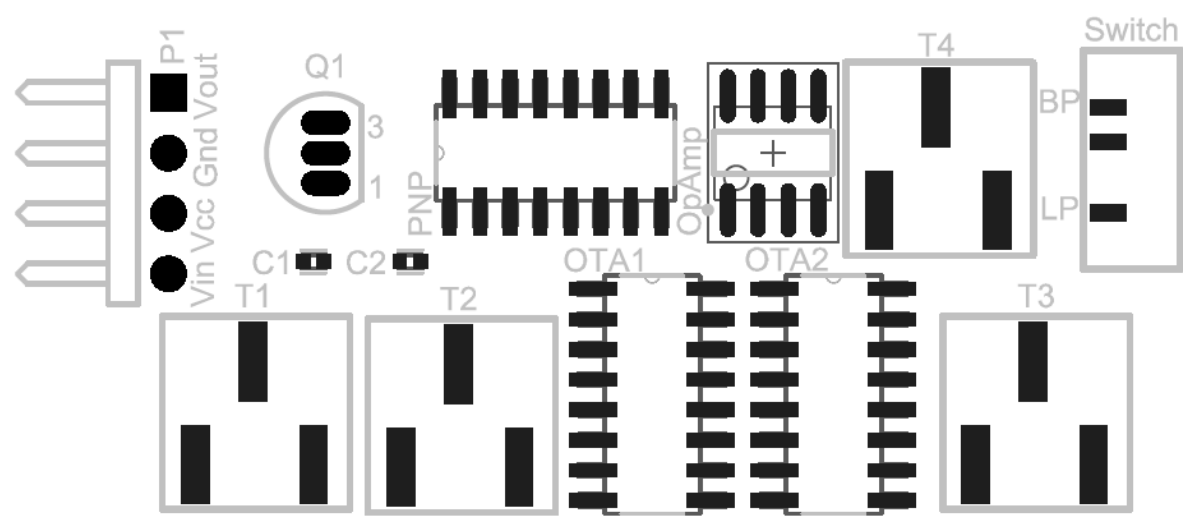 P1
Vin Vcc Gnd Vout
Q1
3
1
PNP
OpAmp
T4
Switch
BP
LP
C1
C2
OTA1
OTA2
T1
T2
T3